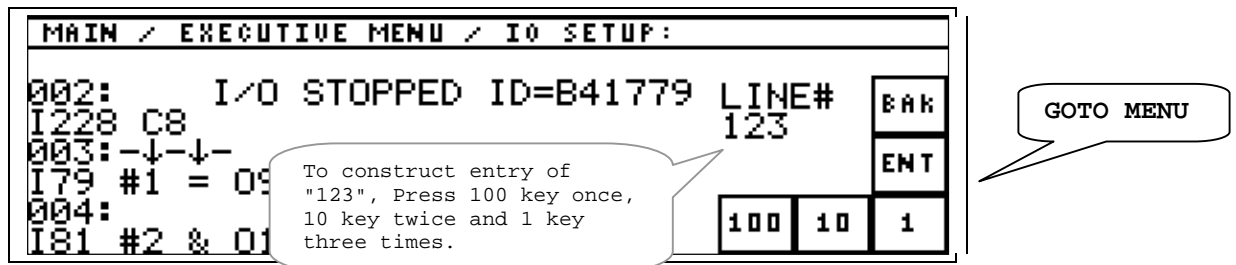 MAIN / EXECUTIVE MENU / IO SETUP:
002: I/O STOPPED ID=B41779
I228 C8
003:-↓-↓-
I79 #1 = O9
004:
I81 #2 & O1
LINE#
123
BAK
ENT
100 10 1
To construct entry of
"123", Press 100 key once,
10 key twice and 1 key
three times.
GOTO MENU